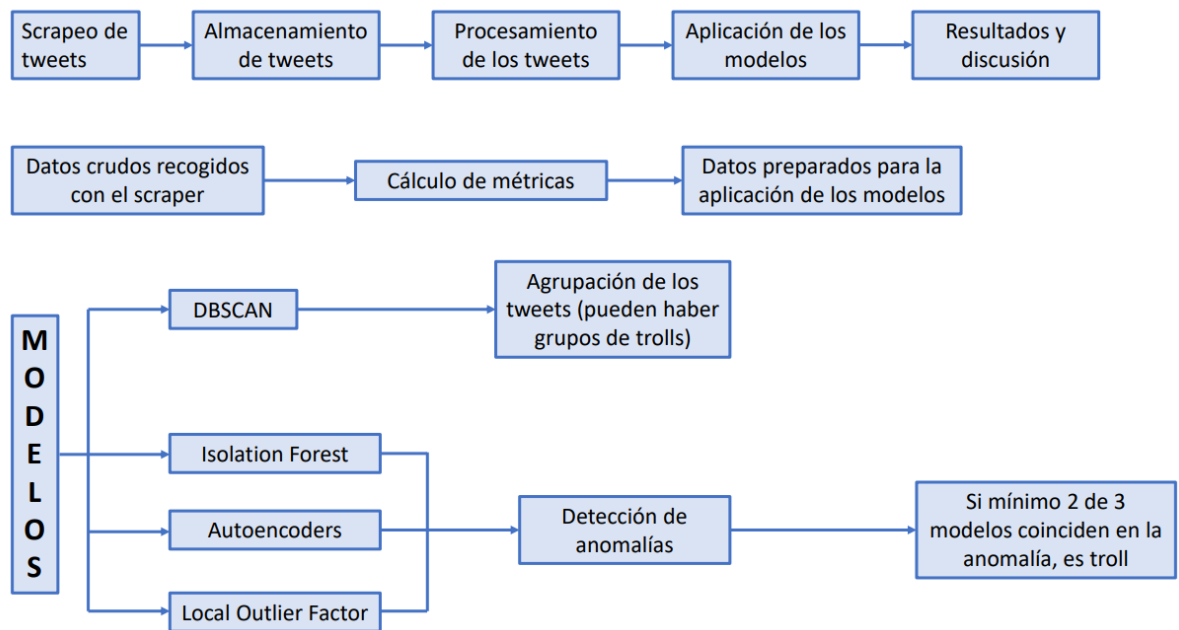 Scrapeo de
tweets
Almacenamiento
de tweets
Procesamiento
de los tweets
Aplicación de los
modelos
Resultados y
discusión
Datos crudos recogidos
con el scraper
Cálculo de métricas
Datos preparados para la
aplicación de los modelos
MODELOS
DBSCAN
Agrupación de los
tweets (pueden haber
grupos de trolls)
Isolation Forest
Autoencoders
Local Outlier Factor
Detección de
anomalías
Si mínimo 2 de 3
modelos coinciden en la
anomalía, es troll